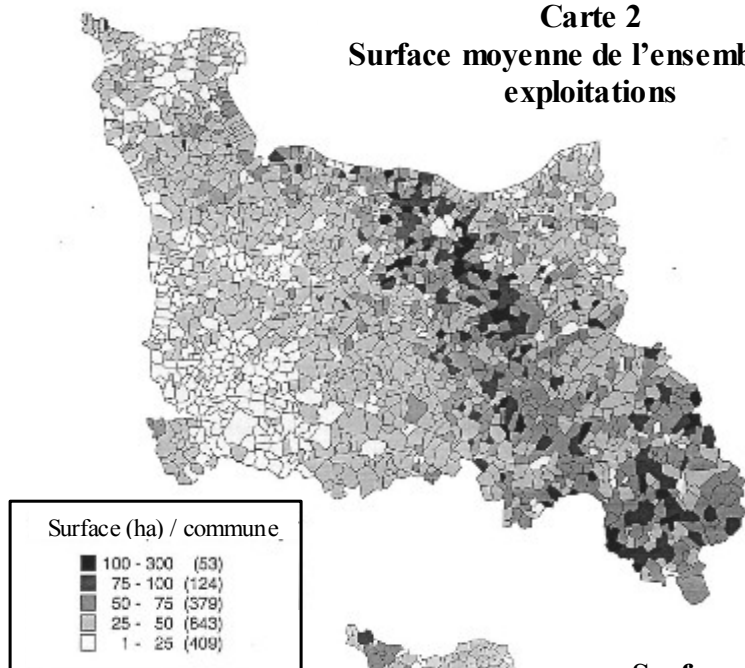 Carte 2
Surface moyenne de l'ensemb
exploitations
Surface (ha) / commune
100 - 300 (53)
75 - 100 (124)
50 - 75 (379)
25 - 50 (643)
1 - 25 (409)